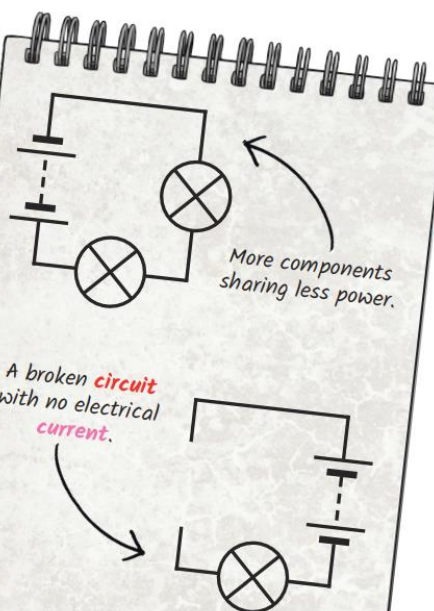 More components
sharing less power.
A broken circuit
with no electrical
current.